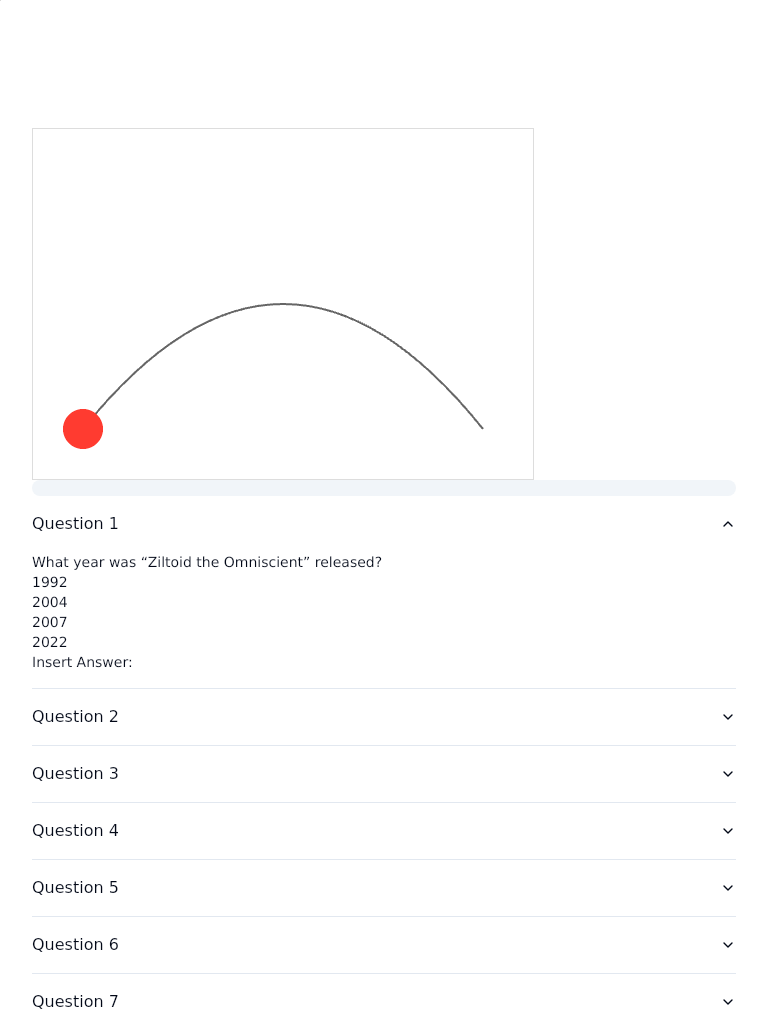 Question 1
What year was “Ziltoid the Omniscient” released?
1992
2004
2007
2022
Insert Answer:
Question 2
Question 3
Question 4
Question 5
Question 6
Question 7